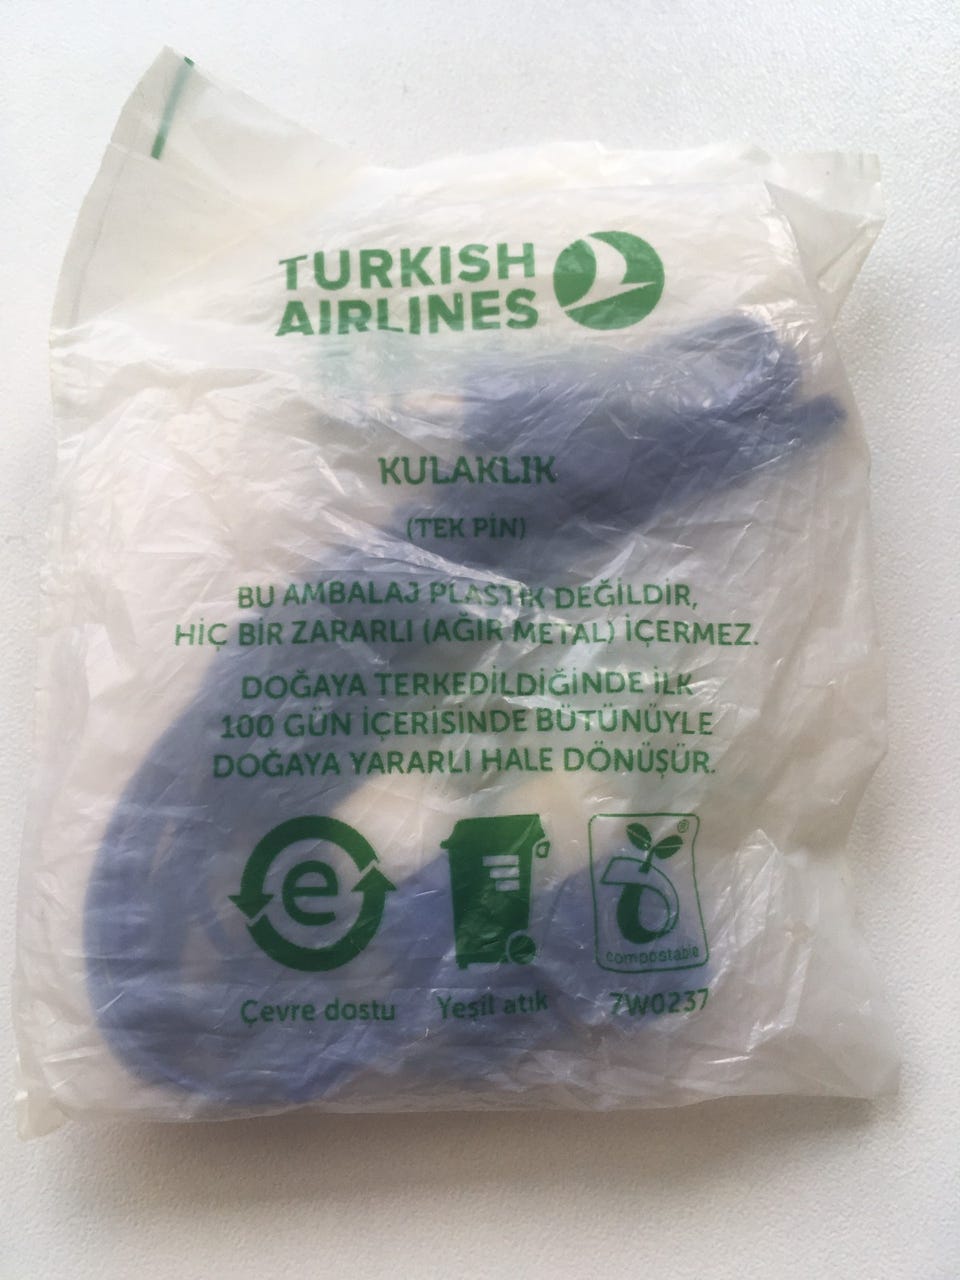 TURKISH
AIRLINES
KULAKLIK
(TEK PİN)
BU AMBALAJ PLASTİK DEĞİLDİR,
HİÇ BİR ZARARLI (AĞIR METAL) İÇERMEZ.
DOĞAYA TERKEDİLDİĞİNDE İLK
100 GÜN İÇERİSİNDE BÜTÜNÜYLE
DOĞAYA YARARLI HALE DÖNÜŞÜR.
e
®
compostable
Çevre dostu Yeşil atık 7W0237